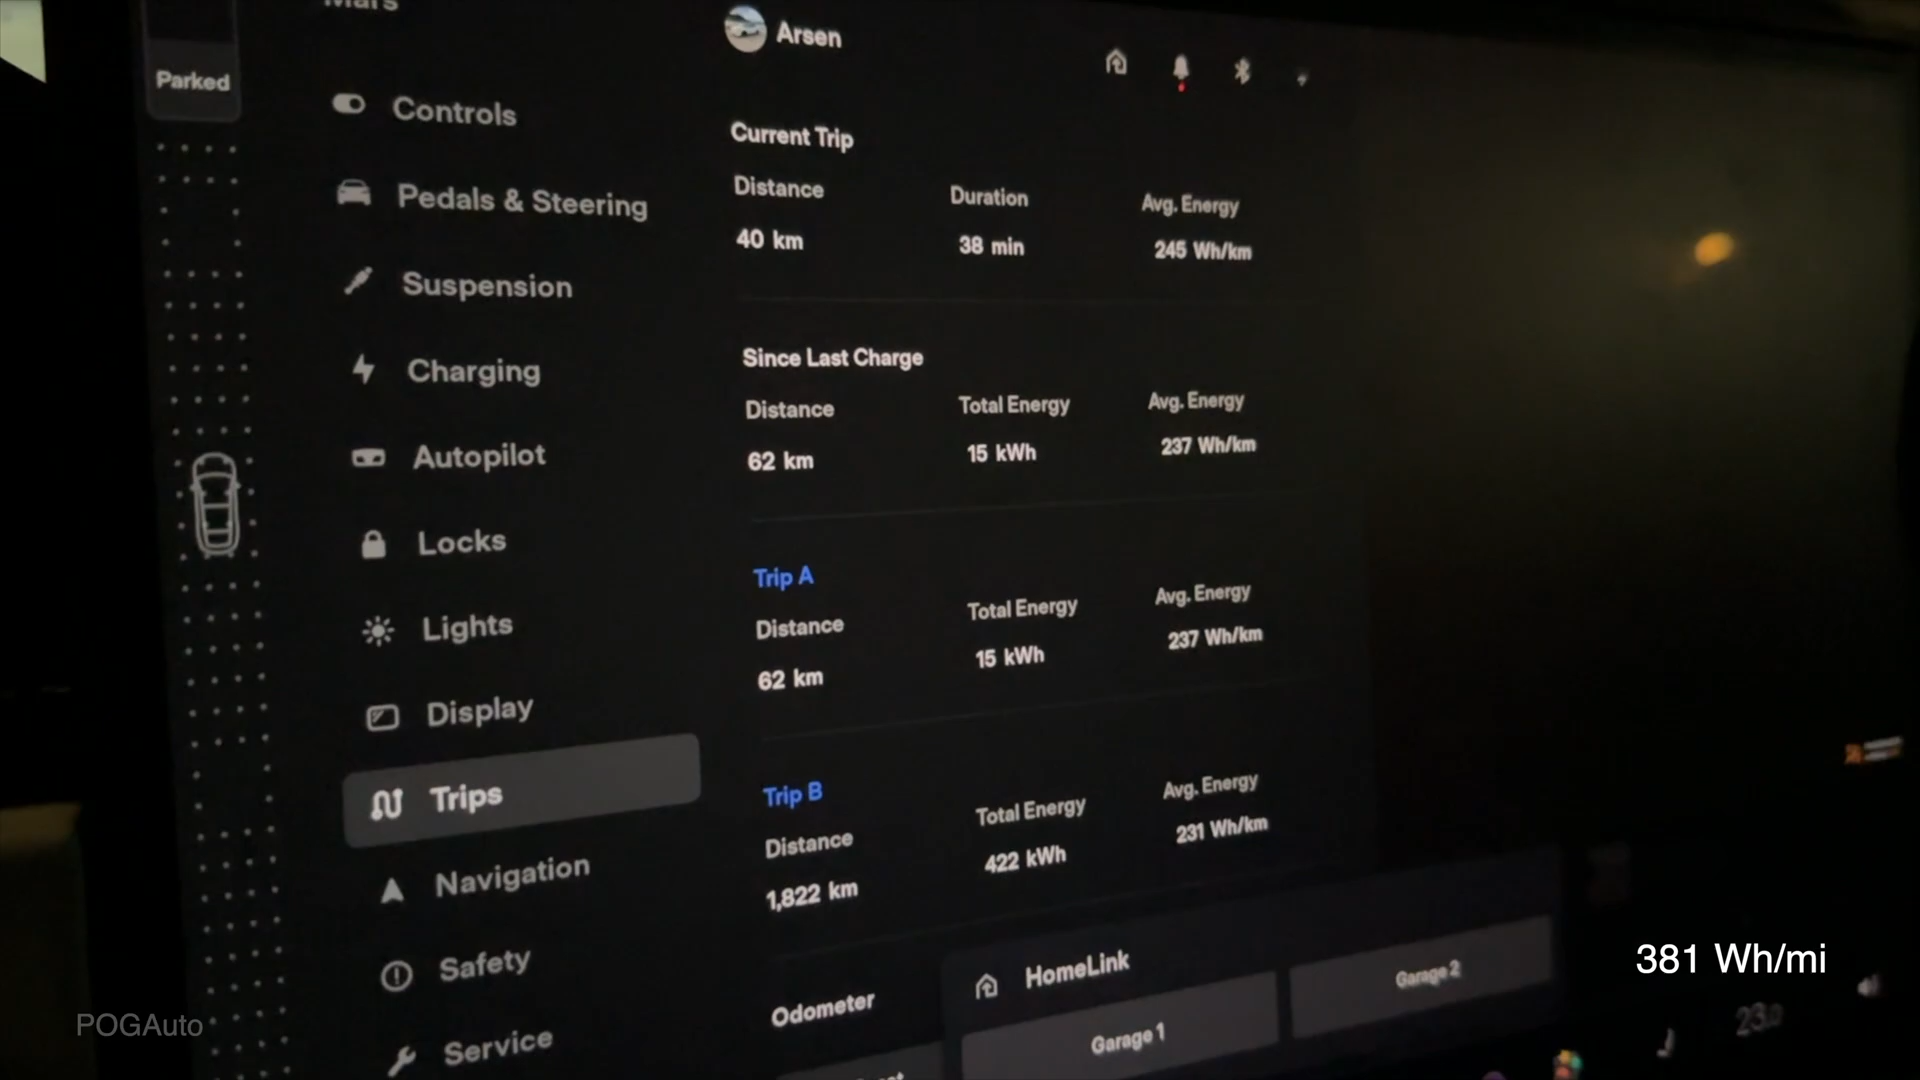 Mars
Arsen
Parked
Controls
Pedals & Steering
Suspension
Charging
Autopilot
Locks
Lights
Display
Trips
Navigation
Safety
Service
Current Trip
Distance Duration Avg. Energy
40 km 38 min 245 Wh/km
Since Last Charge
Distance Total Energy Avg. Energy
62 km 15 kWh 237 Wh/km
Trip A
Distance Total Energy Avg. Energy
62 km 15 kWh 237 Wh/km
Trip B
Distance Total Energy Avg. Energy
1,822 km 422 kWh 231 Wh/km
Odometer
HomeLink
Garage 1 Garage 2
381 Wh/mi
23.0
POGAuto